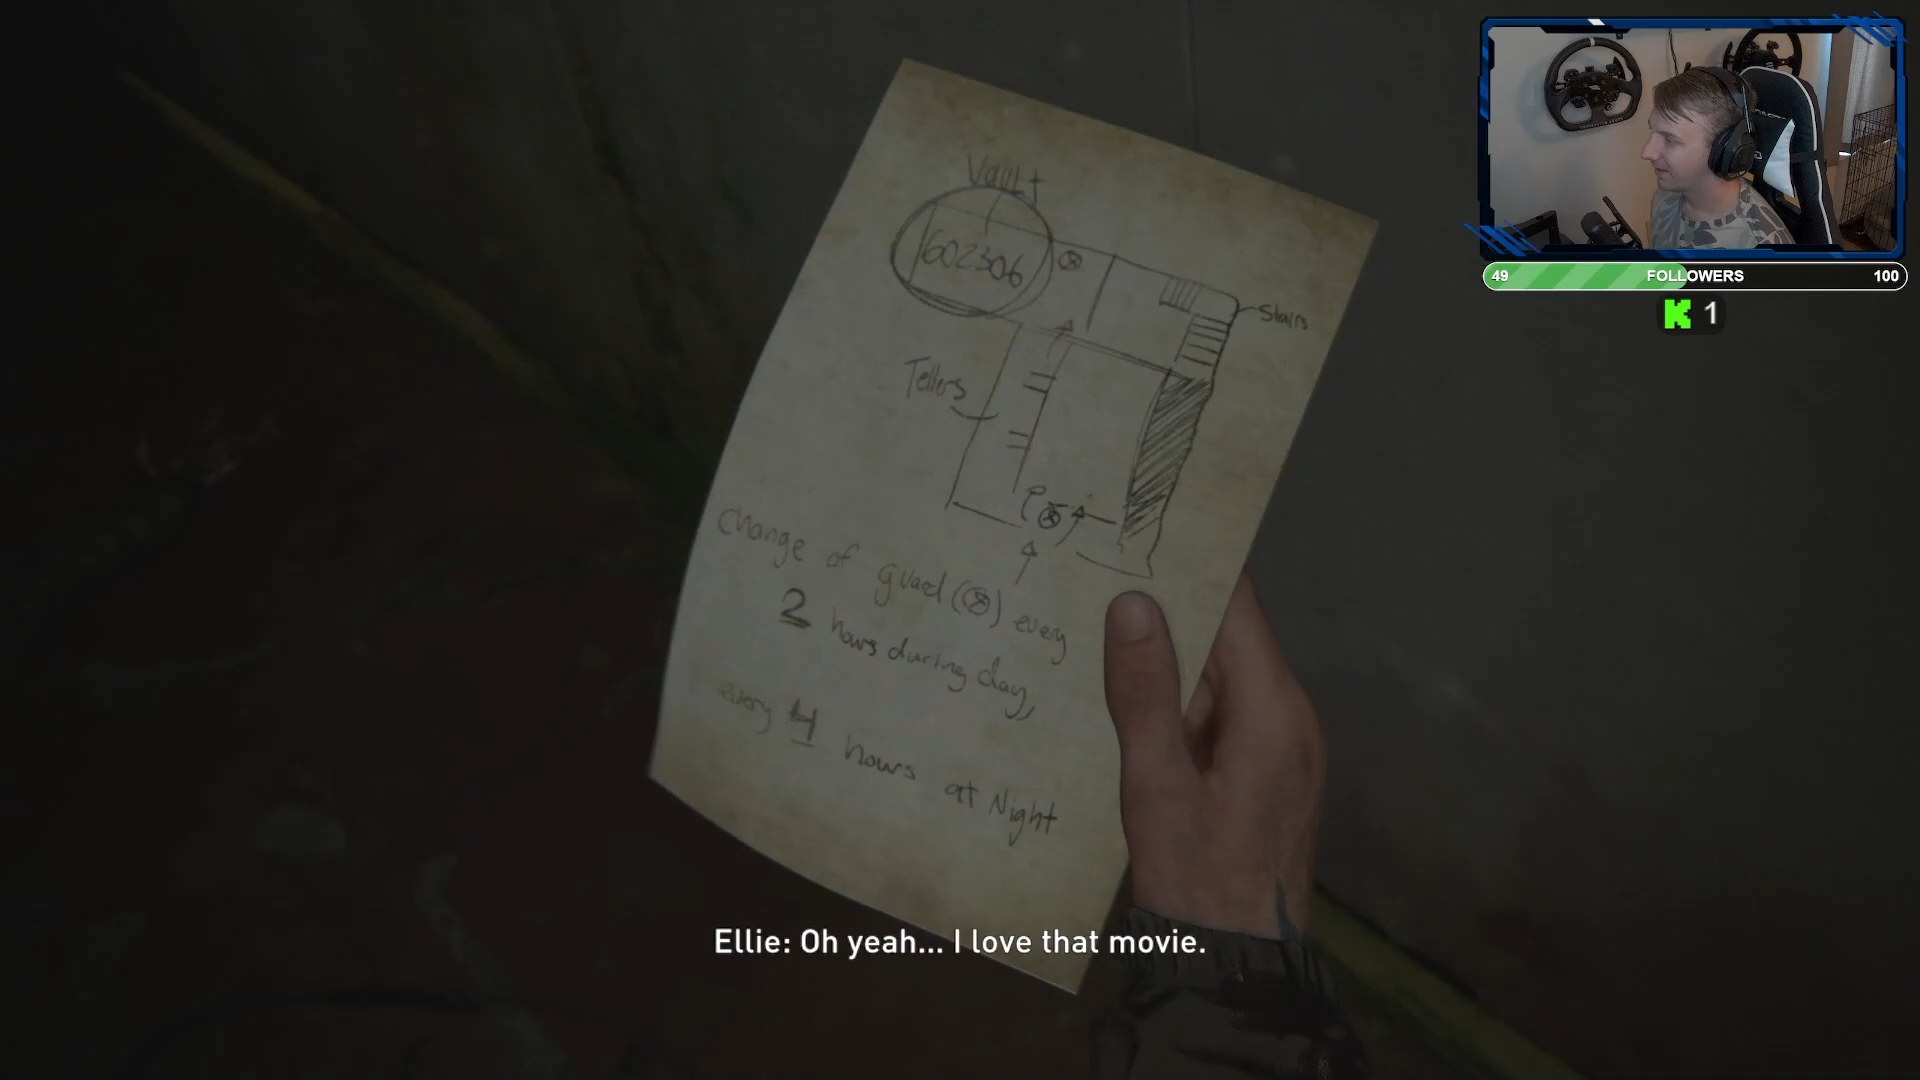 Vault
602306
Stairs
Tellers
Change of guard (⊗) every
2 hours during day,
every 4 hours at Night
Ellie: Oh yeah... I love that movie.
49
FOLLOWERS
100
K 1